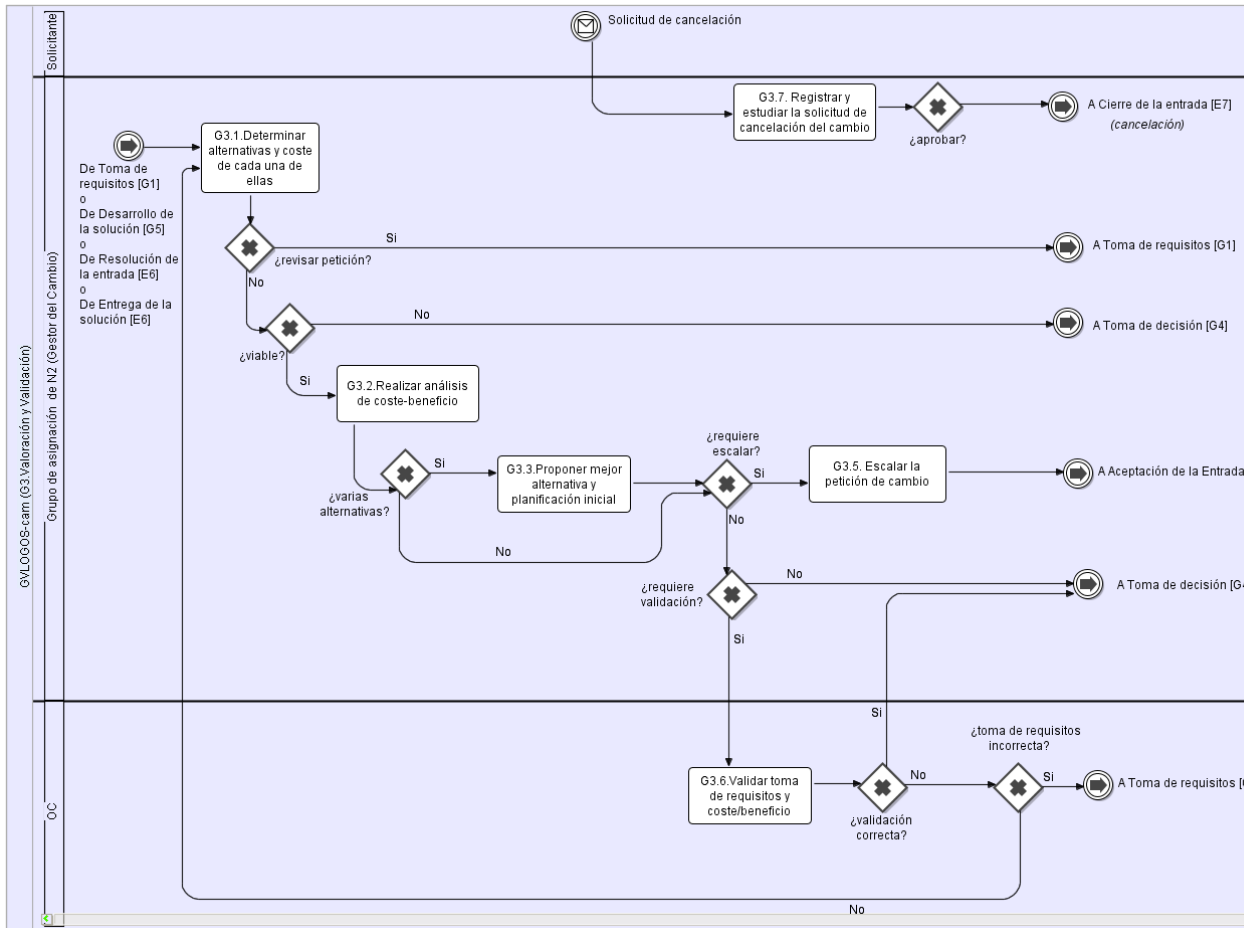 GVLOGOS-cam (G3.Valoración y Validación)
Solicitante
Solicitud de cancelación
Grupo de asignación  de N2 (Gestor del Cambio)
G3.7. Registrar y
estudiar la solicitud de
cancelación del cambio
¿aprobar?
A Cierre de la entrada [E7]
(cancelación)
G3.1.Determinar
alternativas y coste
de cada una de
ellas
De Toma de
requisitos [G1]
o
De Desarrollo de
la solución [G5]
o
De Resolución de
la entrada [E6]
o
De Entrega de la
solución [E6]
¿revisar petición?
Si
A Toma de requisitos [G1]
No
¿viable?
No
A Toma de decisión [G4]
Si
G3.2.Realizar análisis
de coste-beneficio
¿varias
alternativas?
Si
G3.3.Proponer mejor
alternativa y
planificación inicial
No
¿requiere
escalar?
Si
G3.5. Escalar la
petición de cambio
A Aceptación de la Entrada
No
¿requiere
validación?
No
A Toma de decisión [G4
Si
OC
G3.6.Validar toma
de requisitos y
coste/beneficio
Si
¿validación
correcta?
No
¿toma de requisitos
incorrecta?
Si
A Toma de requisitos [
No